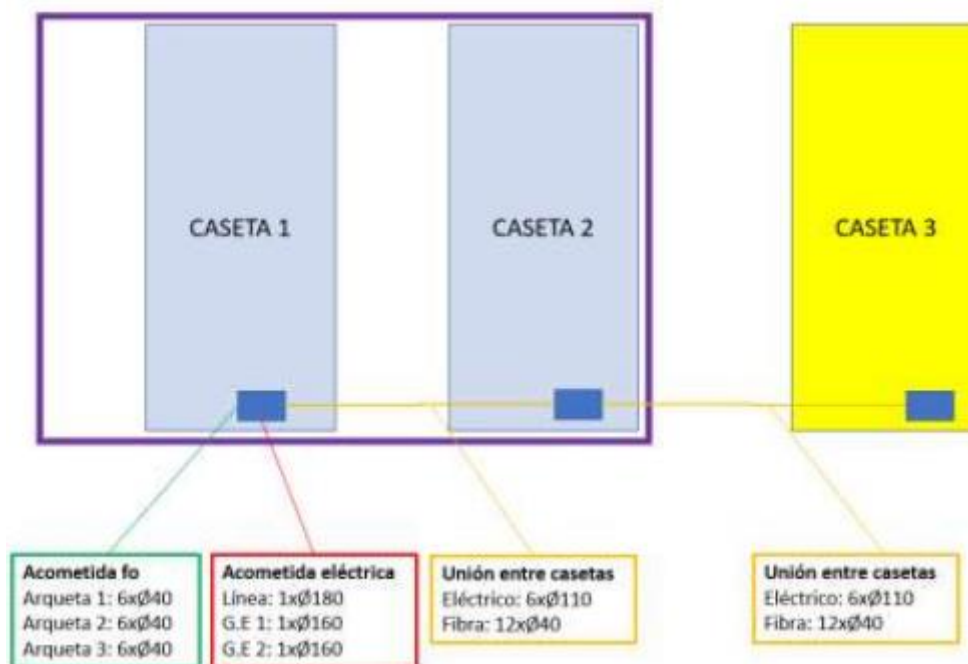 CASETA 1
CASETA 2
CASETA 3
Acometida fo
Arqueta 1: 6xØ40
Arqueta 2: 6xØ40
Arqueta 3: 6xØ40
Acometida eléctrica
Línea: 1xØ180
G.E 1: 1xØ160
G.E 2: 1xØ160
Unión entre casetas
Eléctrico: 6xØ110
Fibra: 12xØ40
Unión entre casetas
Eléctrico: 6xØ110
Fibra: 12xØ40